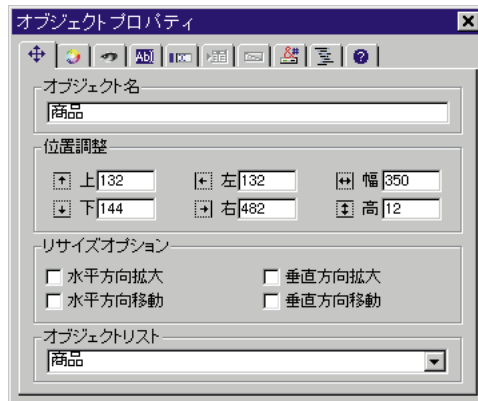 オブジェクトプロパティ
オブジェクト名
商品
位置調整
上 132 左 132 幅 350
下 144 右 482 高 12
リサイズオプション
水平方向拡大 垂直方向拡大
水平方向移動 垂直方向移動
オブジェクトリスト
商品